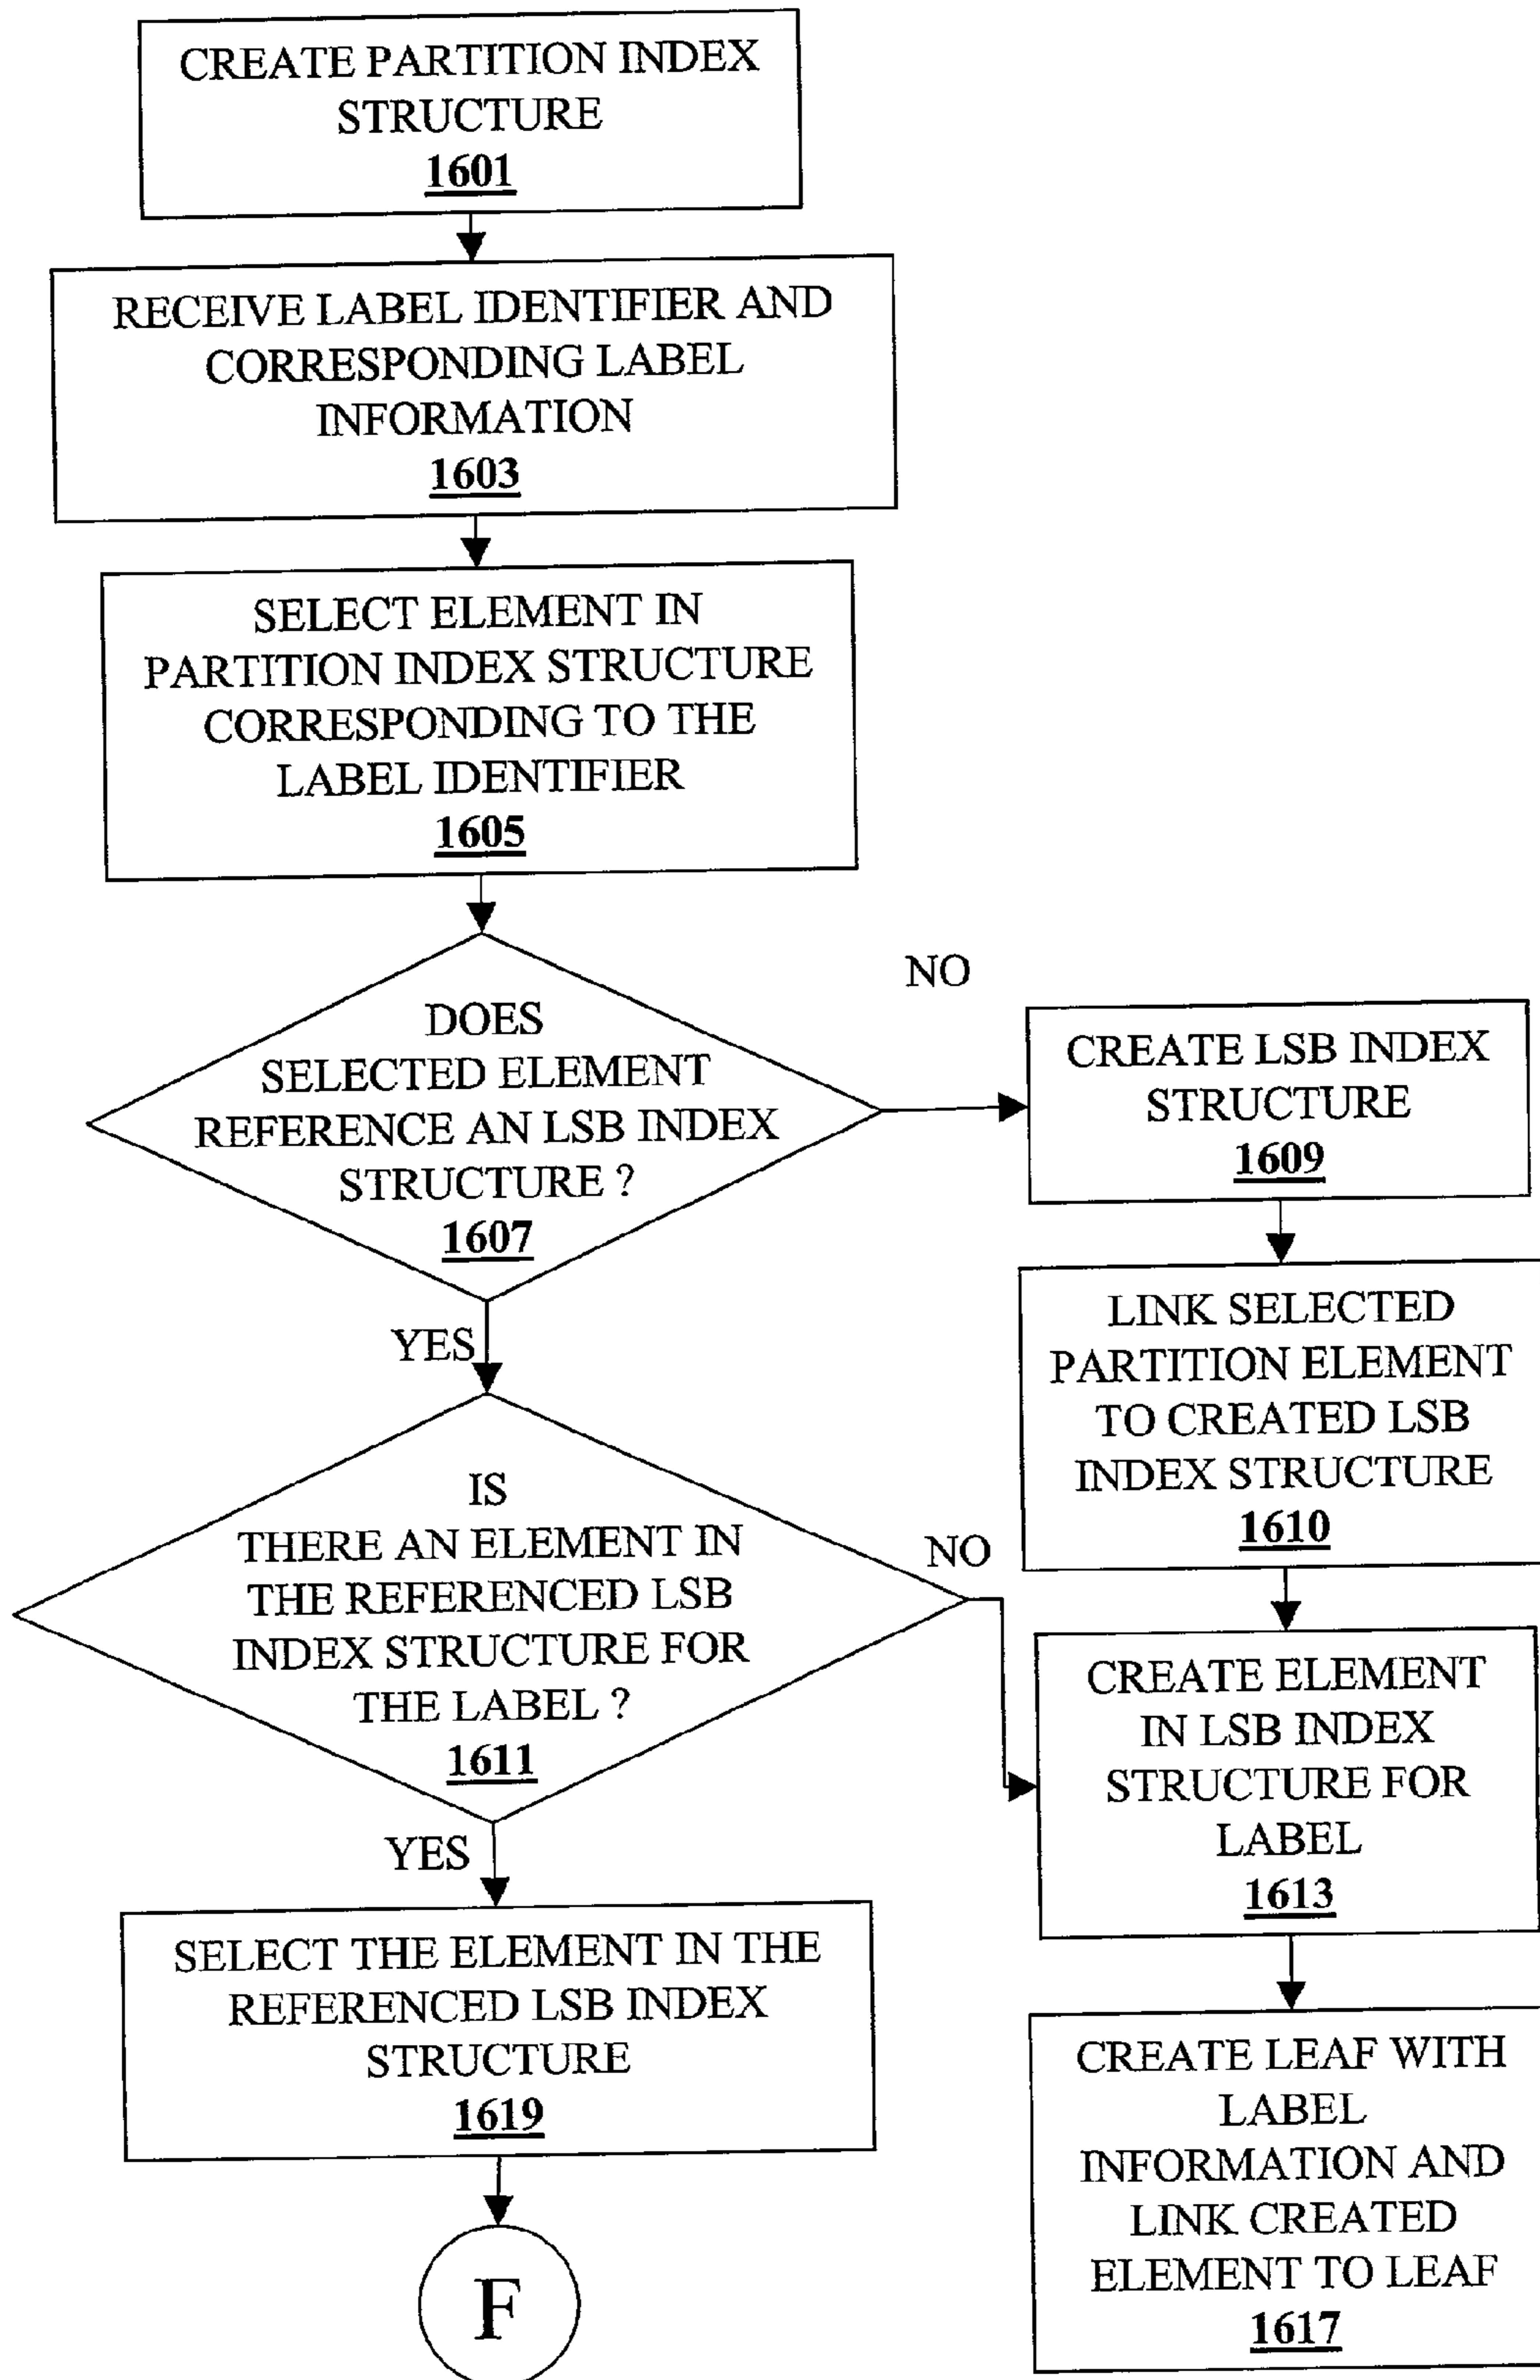 CREATE PARTITION INDEX
STRUCTURE
1601
RECEIVE LABEL IDENTIFIER AND
CORRESPONDING LABEL
INFORMATION
1603
SELECT ELEMENT IN
PARTITION INDEX STRUCTURE
CORRESPONDING TO THE
LABEL IDENTIFIER
1605
DOES
SELECTED ELEMENT
REFERENCE AN LSB INDEX
STRUCTURE ?
1607
NO
CREATE LSB INDEX
STRUCTURE
1609
LINK SELECTED
PARTITION ELEMENT
TO CREATED LSB
INDEX STRUCTURE
1610
YES
IS
THERE AN ELEMENT IN
THE REFERENCED LSB
INDEX STRUCTURE FOR
THE LABEL ?
1611
NO
CREATE ELEMENT
IN LSB INDEX
STRUCTURE FOR
LABEL
1613
YES
SELECT THE ELEMENT IN THE
REFERENCED LSB INDEX
STRUCTURE
1619
CREATE LEAF WITH
LABEL
INFORMATION AND
LINK CREATED
ELEMENT TO LEAF
1617
F